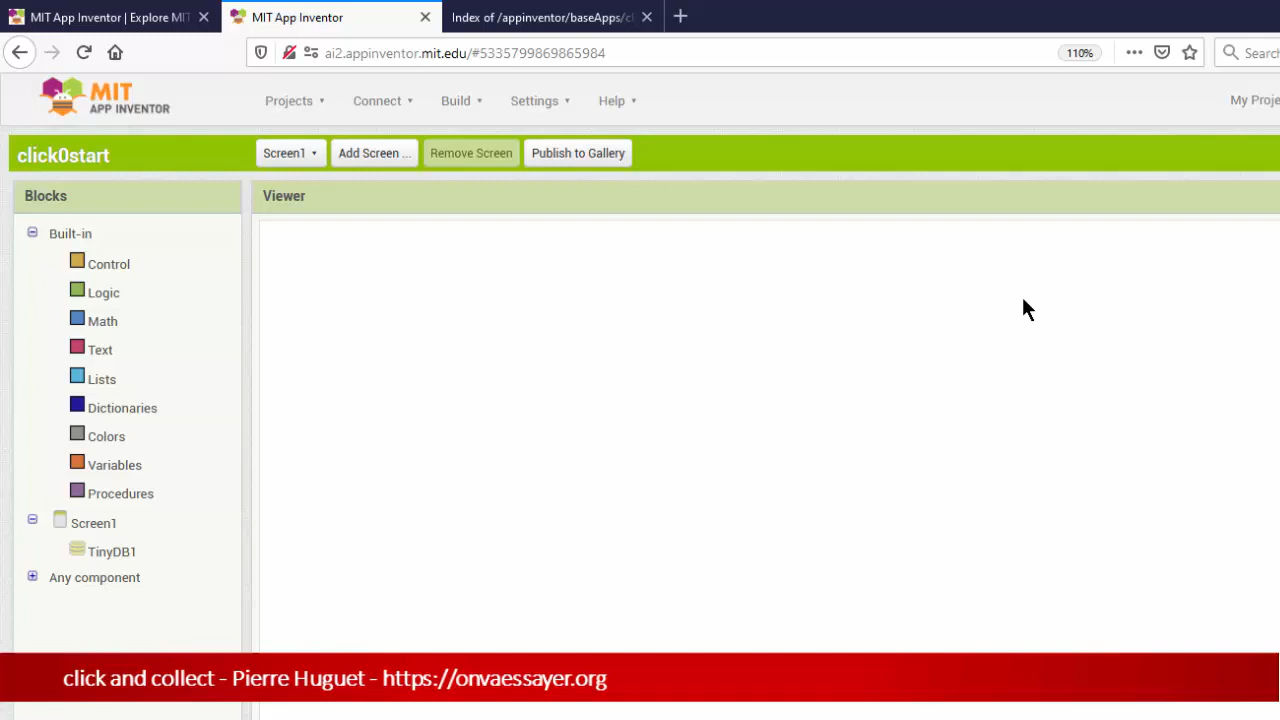 MIT App Inventor | Explore MIT
MIT App Inventor
Index of /appinventor/baseApps/cl
ai2.appinventor.mit.edu/#5335799869865984
110%
Search
MIT
APP INVENTOR
Projects
Connect
Build
Settings
Help
My Proje
click0start
Screen1
Add Screen ...
Remove Screen
Publish to Gallery
Blocks
Viewer
Built-in
Control
Logic
Math
Text
Lists
Dictionaries
Colors
Variables
Procedures
Screen1
TinyDB1
Any component
click and collect - Pierre Huguet - https://onvaessayer.org